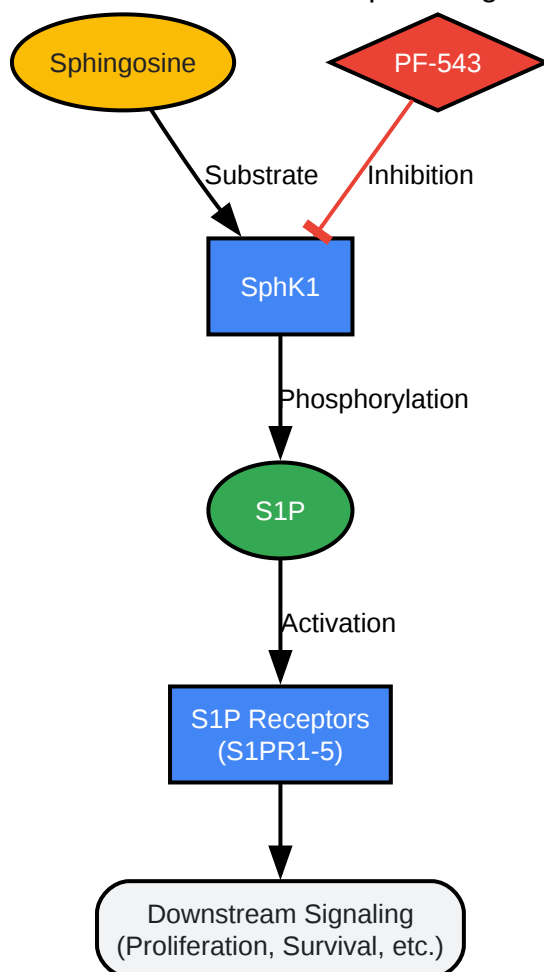 Sphingosine
PF-543
Substrate
Inhibition
SphK1
Phosphorylation
S1P
Activation
S1P Receptors
(S1PR1-5)
Downstream Signaling
(Proliferation, Survival, etc.)